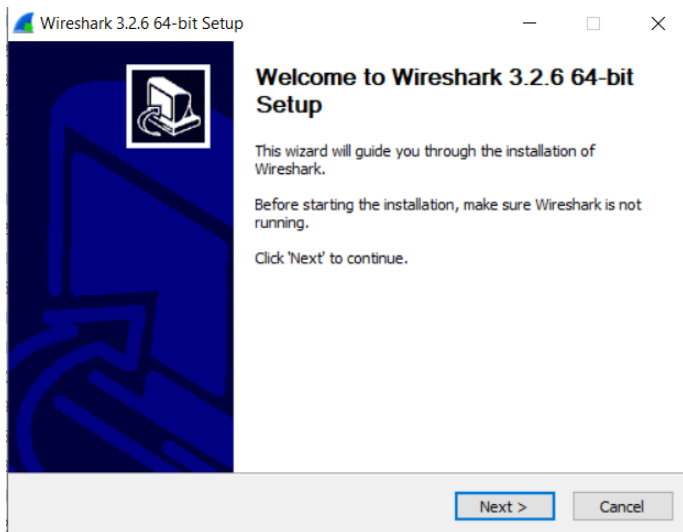 Wireshark 3.2.6 64-bit Setup
Welcome to Wireshark 3.2.6 64-bit
Setup
This wizard will guide you through the installation of
Wireshark.
Before starting the installation, make sure Wireshark is not
running.
Click 'Next' to continue.
Next >
Cancel